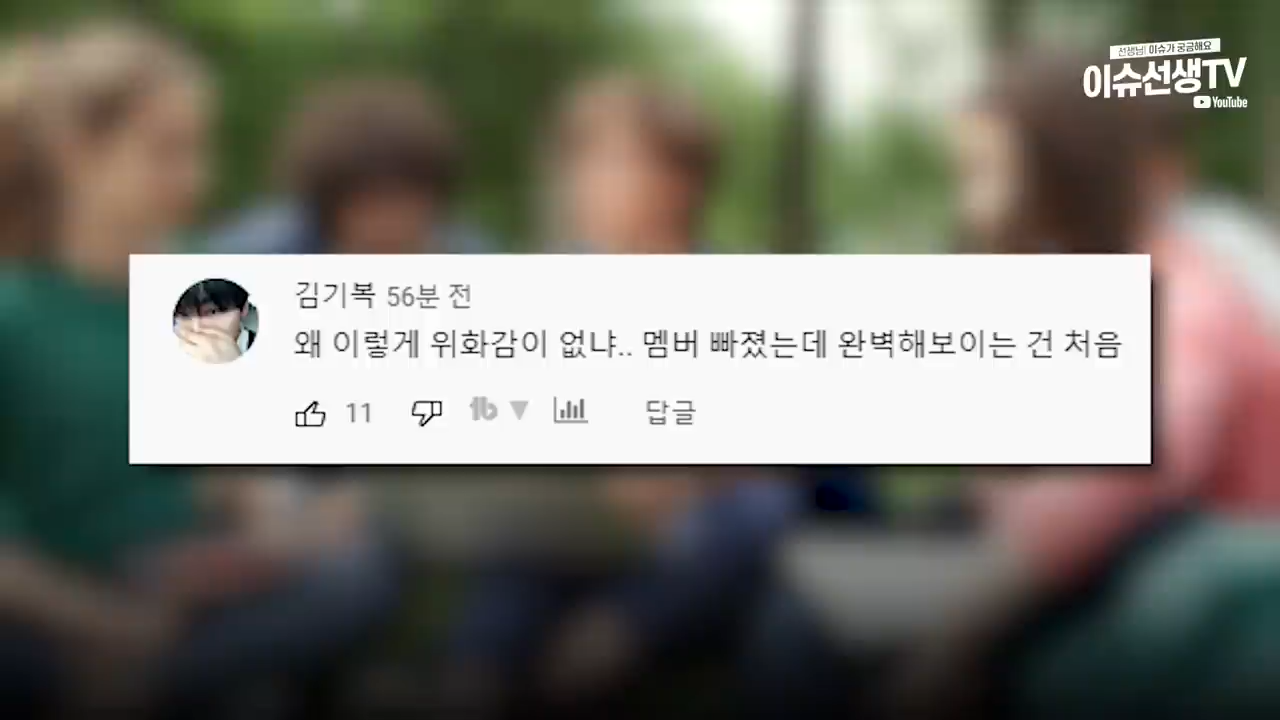 선생님! 이슈가 궁금해요
이슈선생TV
YouTube
김기복 56분 전
왜 이렇게 위화감이 없냐.. 멤버 빠졌는데 완벽해보이는 건 처음
11 tb 답글